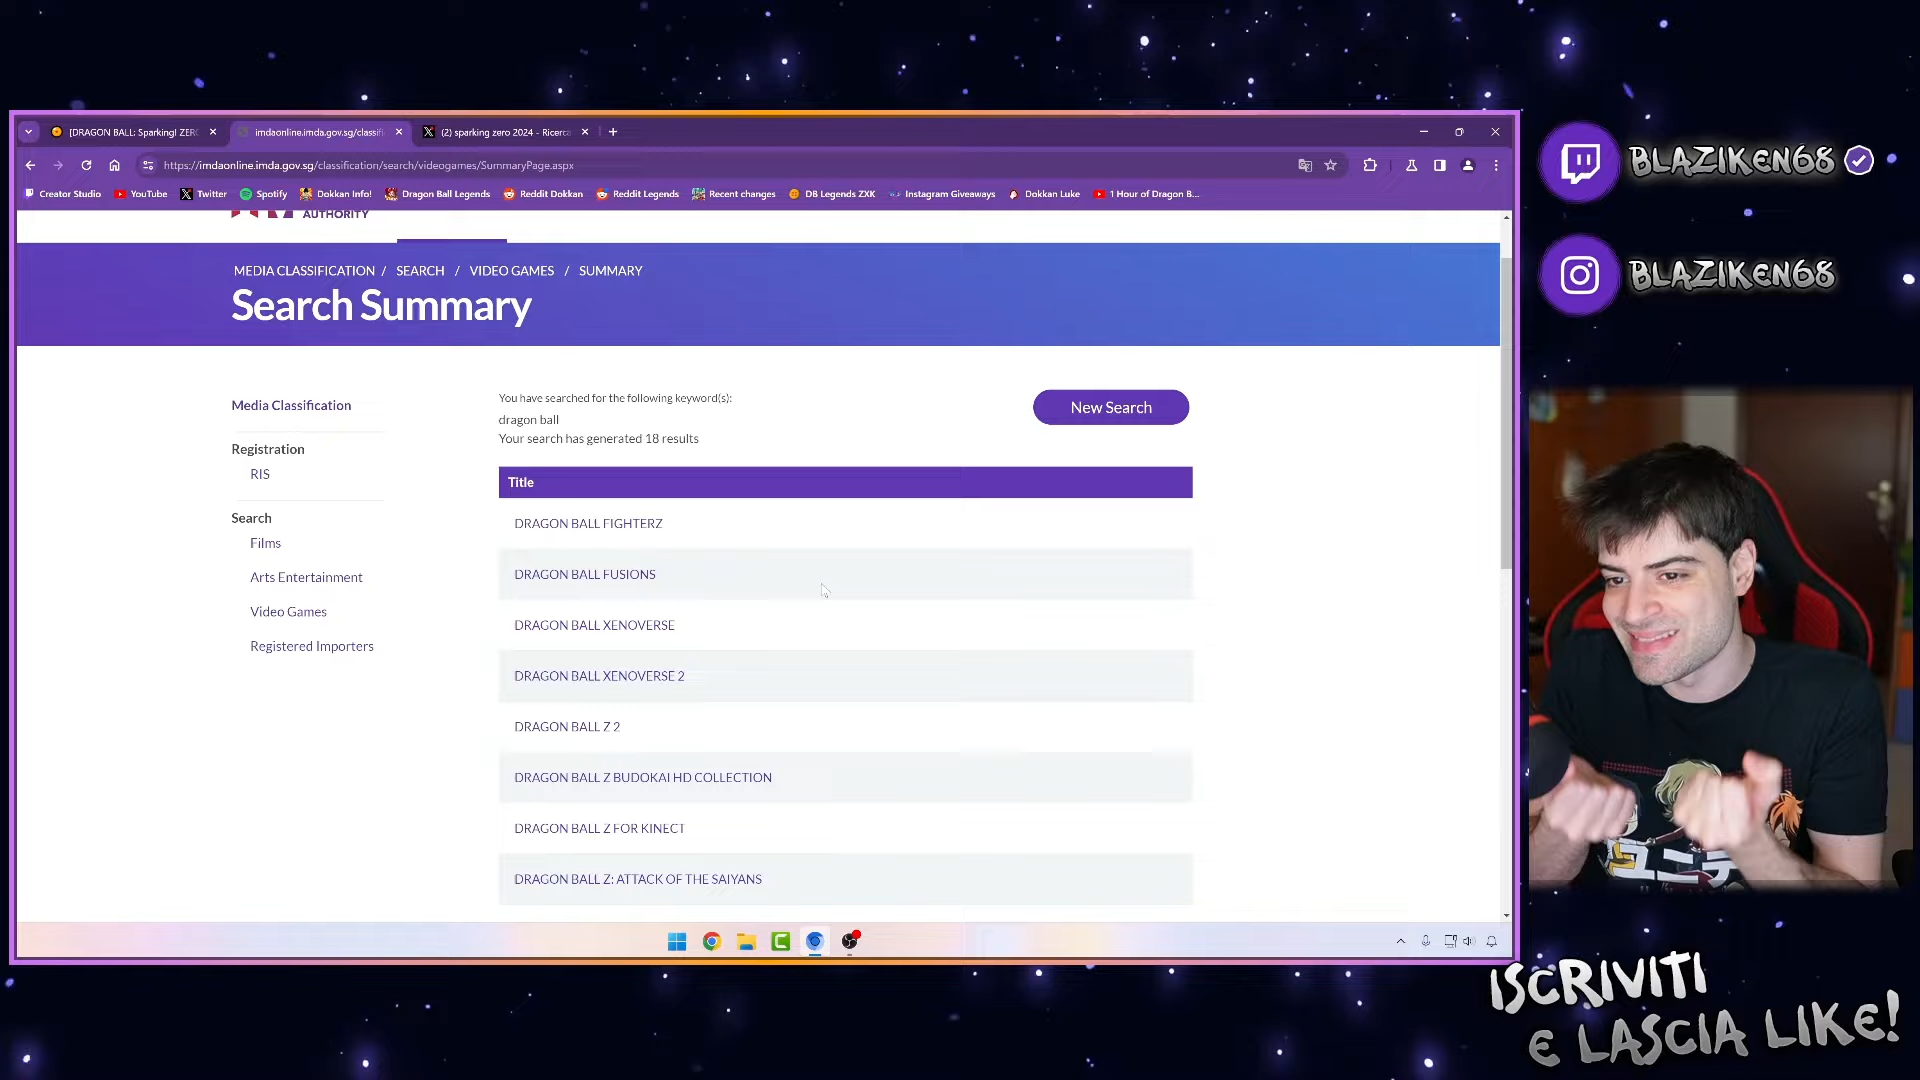 [DRAGON BALL: Sparking! ZERO
imdaonline.imda.gov.sg/classifi
(2) sparking zero 2024 - Ricerca
https://imdaonline.imda.gov.sg/classification/search/videogames/SummaryPage.aspx
Creator Studio
YouTube
Twitter
Spotify
Dokkan Info!
Dragon Ball Legends
Reddit Dokkan
Reddit Legends
Recent changes
DB Legends ZXK
Instagram Giveaways
Dokkan Luke
1 Hour of Dragon B...
AUTHORITY
MEDIA CLASSIFICATION / SEARCH / VIDEO GAMES / SUMMARY
Search Summary
Media Classification
Registration
RIS
Search
Films
Arts Entertainment
Video Games
Registered Importers
You have searched for the following keyword(s):
dragon ball
Your search has generated 18 results
New Search
Title
DRAGON BALL FIGHTERZ
DRAGON BALL FUSIONS
DRAGON BALL XENOVERSE
DRAGON BALL XENOVERSE 2
DRAGON BALL Z 2
DRAGON BALL Z BUDOKAI HD COLLECTION
DRAGON BALL Z FOR KINECT
DRAGON BALL Z: ATTACK OF THE SAIYANS
BLAZIKEN68
BLAZIKEN68
ISCRIVITI
E LASCIA LIKE!